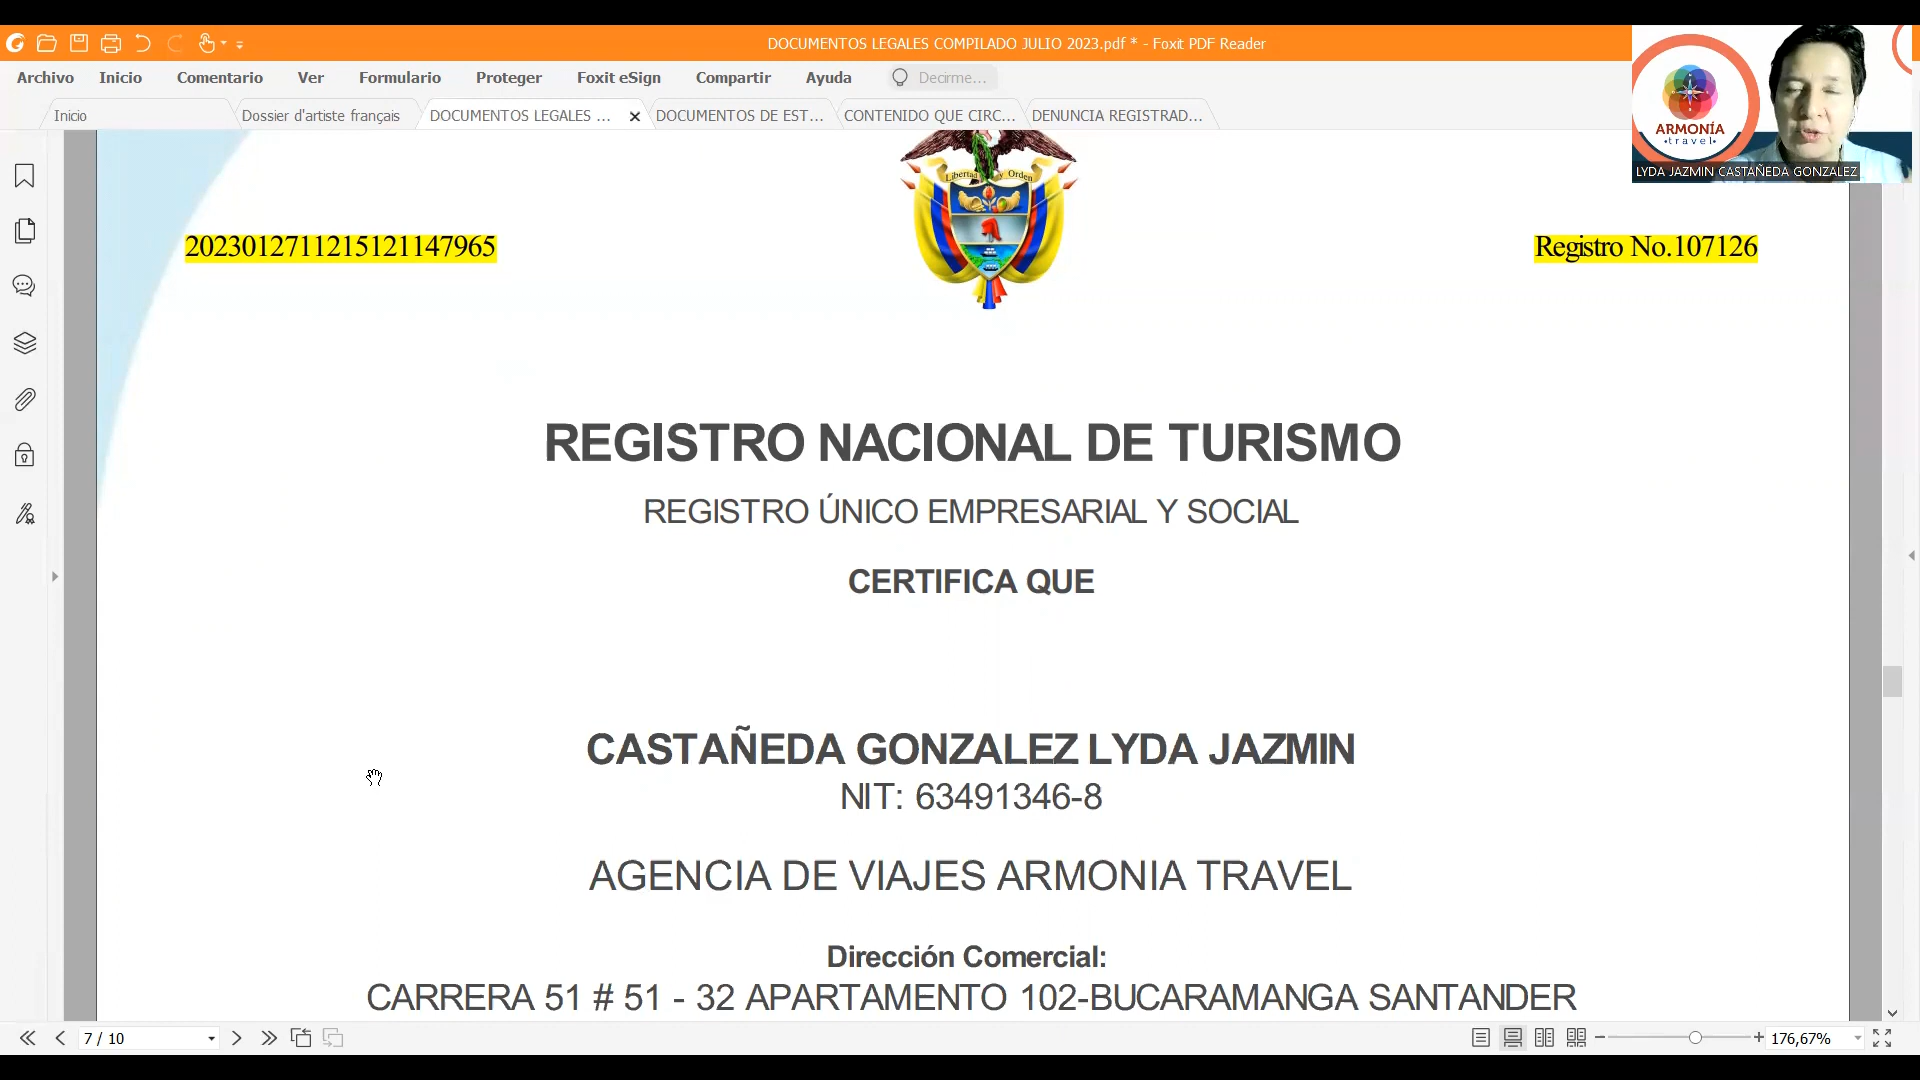 DOCUMENTOS LEGALES COMPILADO JULIO 2023.pdf * - Foxit PDF Reader
Archivo Inicio Comentario Ver Formulario Proteger Foxit eSign Compartir Ayuda Decirme...
Inicio Dossier d'artiste français DOCUMENTOS LEGALES ... DOCUMENTOS DE EST... CONTENIDO QUE CIRC... DENUNCIA REGISTRAD...
ARMONÍA
•travel•
LYDA JAZMIN CASTAÑEDA GONZALEZ
Libertad y Orden
2023012711215121147965
Registro No.107126
REGISTRO NACIONAL DE TURISMO
REGISTRO ÚNICO EMPRESARIAL Y SOCIAL
CERTIFICA QUE
CASTAÑEDA GONZALEZ LYDA JAZMIN
NIT: 63491346-8
AGENCIA DE VIAJES ARMONIA TRAVEL
Dirección Comercial:
CARRERA 51 # 51 - 32 APARTAMENTO 102-BUCARAMANGA SANTANDER
7 / 10
176,67%